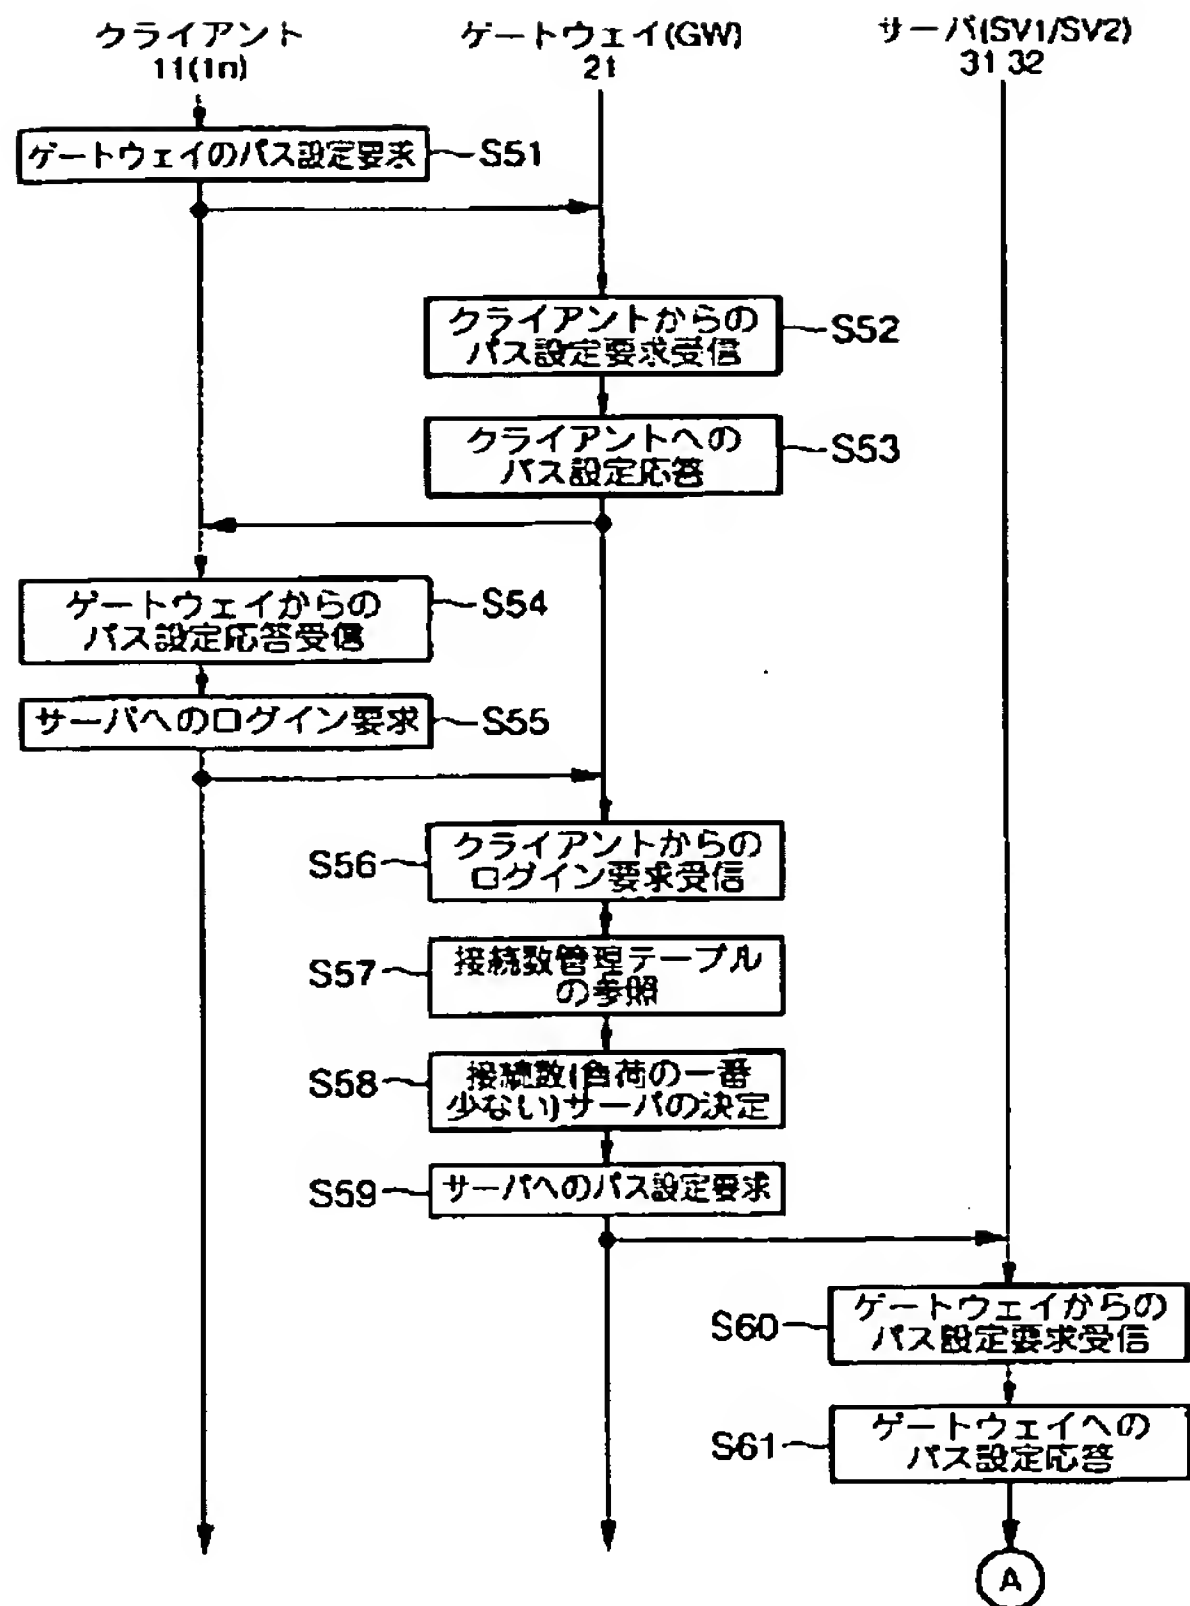 クライアント
11(1n)
ゲートウェイ(GW)
21
サーバ(SV1/SV2)
31 32
ゲートウェイのパス設定要求
S51
クライアントからの
パス設定要求受信
S52
クライアントへの
パス設定応答
S53
ゲートウェイからの
パス設定応答受信
S54
サーバへのログイン要求
S55
S56
クライアントからの
ログイン要求受信
S57
接続数管理テーブル
の参照
S58
接続数(負荷の一番
少ない)サーバの決定
S59
サーバへのパス設定要求
S60
ゲートウェイからの
パス設定要求受信
S61
ゲートウェイへの
パス設定応答
A